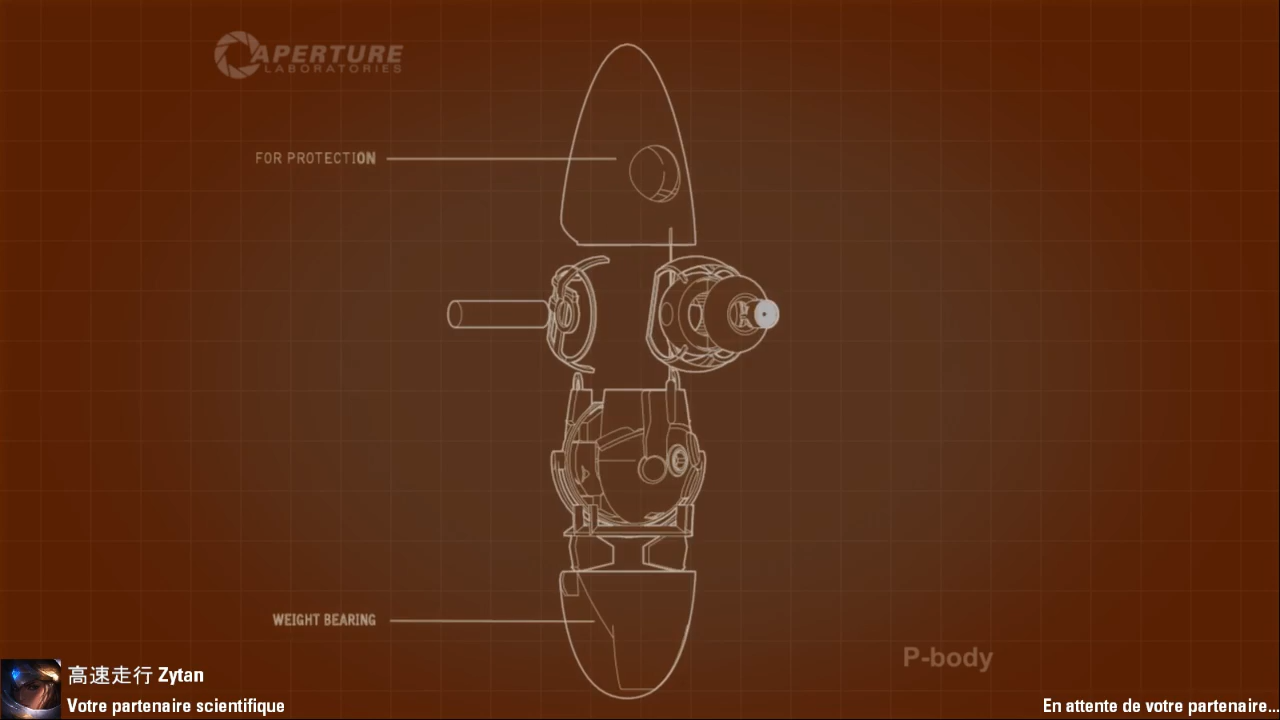 APERTURE
LABORATORIES
FOR PROTECTION
WEIGHT BEARING
P-body
高速走行 Zytan
Votre partenaire scientifique
En attente de votre partenaire...